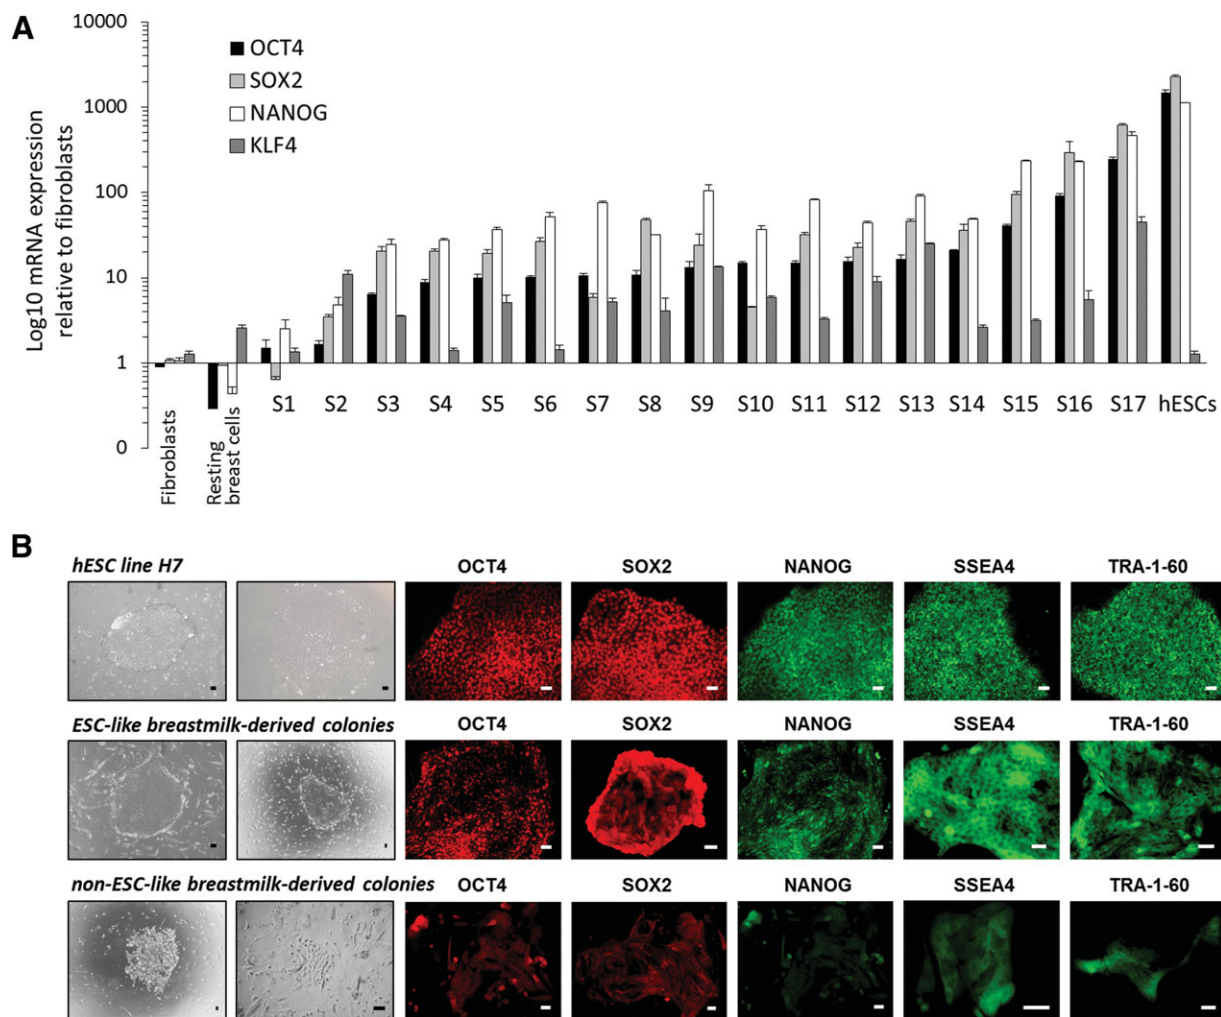 A
10000
1000
100
10
1
0
Log10 mRNA expression
relative to fibroblasts
OCT4
SOX2
NANOG
KLF4
Fibroblasts
Resting
breast cells
S1 S2 S3 S4 S5 S6 S7 S8 S9 S10 S11 S12 S13 S14 S15 S16 S17 hESCs
B
hESC line H7 OCT4 SOX2 NANOG SSEA4 TRA-1-60
ESC-like breastmilk-derived colonies
OCT4 SOX2 NANOG SSEA4 TRA-1-60
non-ESC-like breastmilk-derived colonies OCT4 SOX2 NANOG SSEA4 TRA-1-60